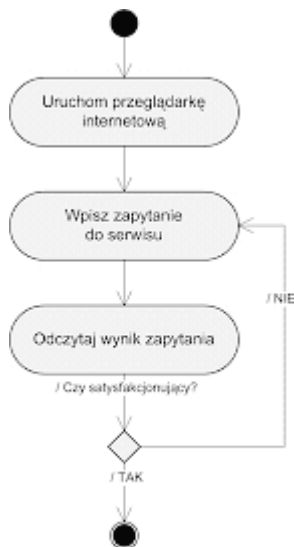 Uruchom przeglądarkę
internetową
Wpisz zapytanie
do serwisu
/ NIE
Odczytaj wynik zapytania
/ Czy satysfakcjonujący?
/ TAK